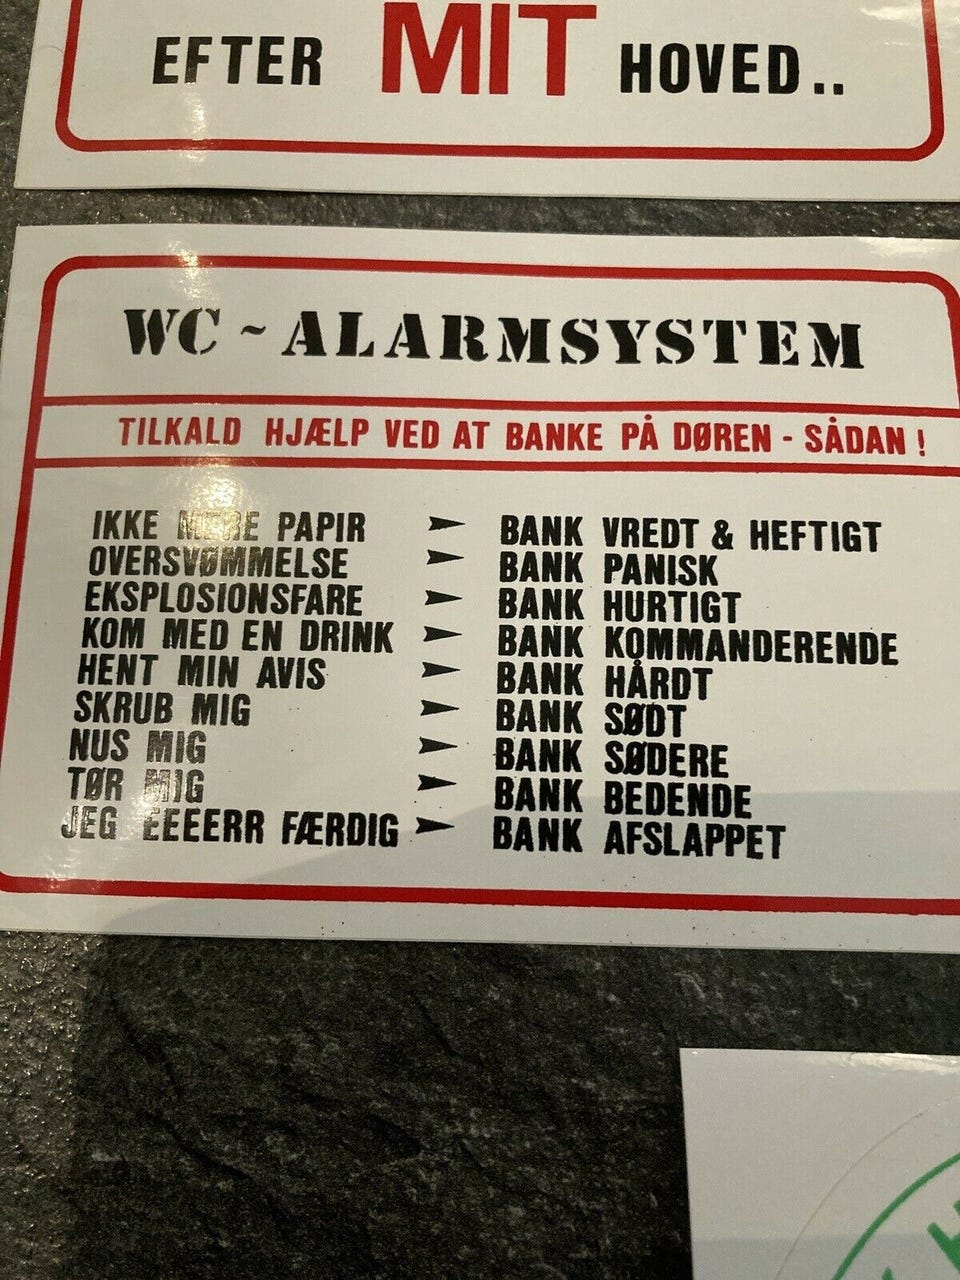 EFTER MIT HOVED..
WC ~ ALARMSYSTEM
TILKALD HJÆLP VED AT BANKE PÅ DØREN - SÅDAN !
IKKE MERE PAPIR ► BANK VREDT & HEFTIGT
OVERSVØMMELSE ► BANK PANISK
EKSPLOSIONSFARE ► BANK HURTIGT
KOM MED EN DRINK ► BANK KOMMANDERENDE
HENT MIN AVIS ► BANK HÅRDT
SKRUB MIG ► BANK SØDT
NUS MIG ► BANK SØDERE
TØR MIG ► BANK BEDENDE
JEG EEEERR FÆRDIG ► BANK AFSLAPPET